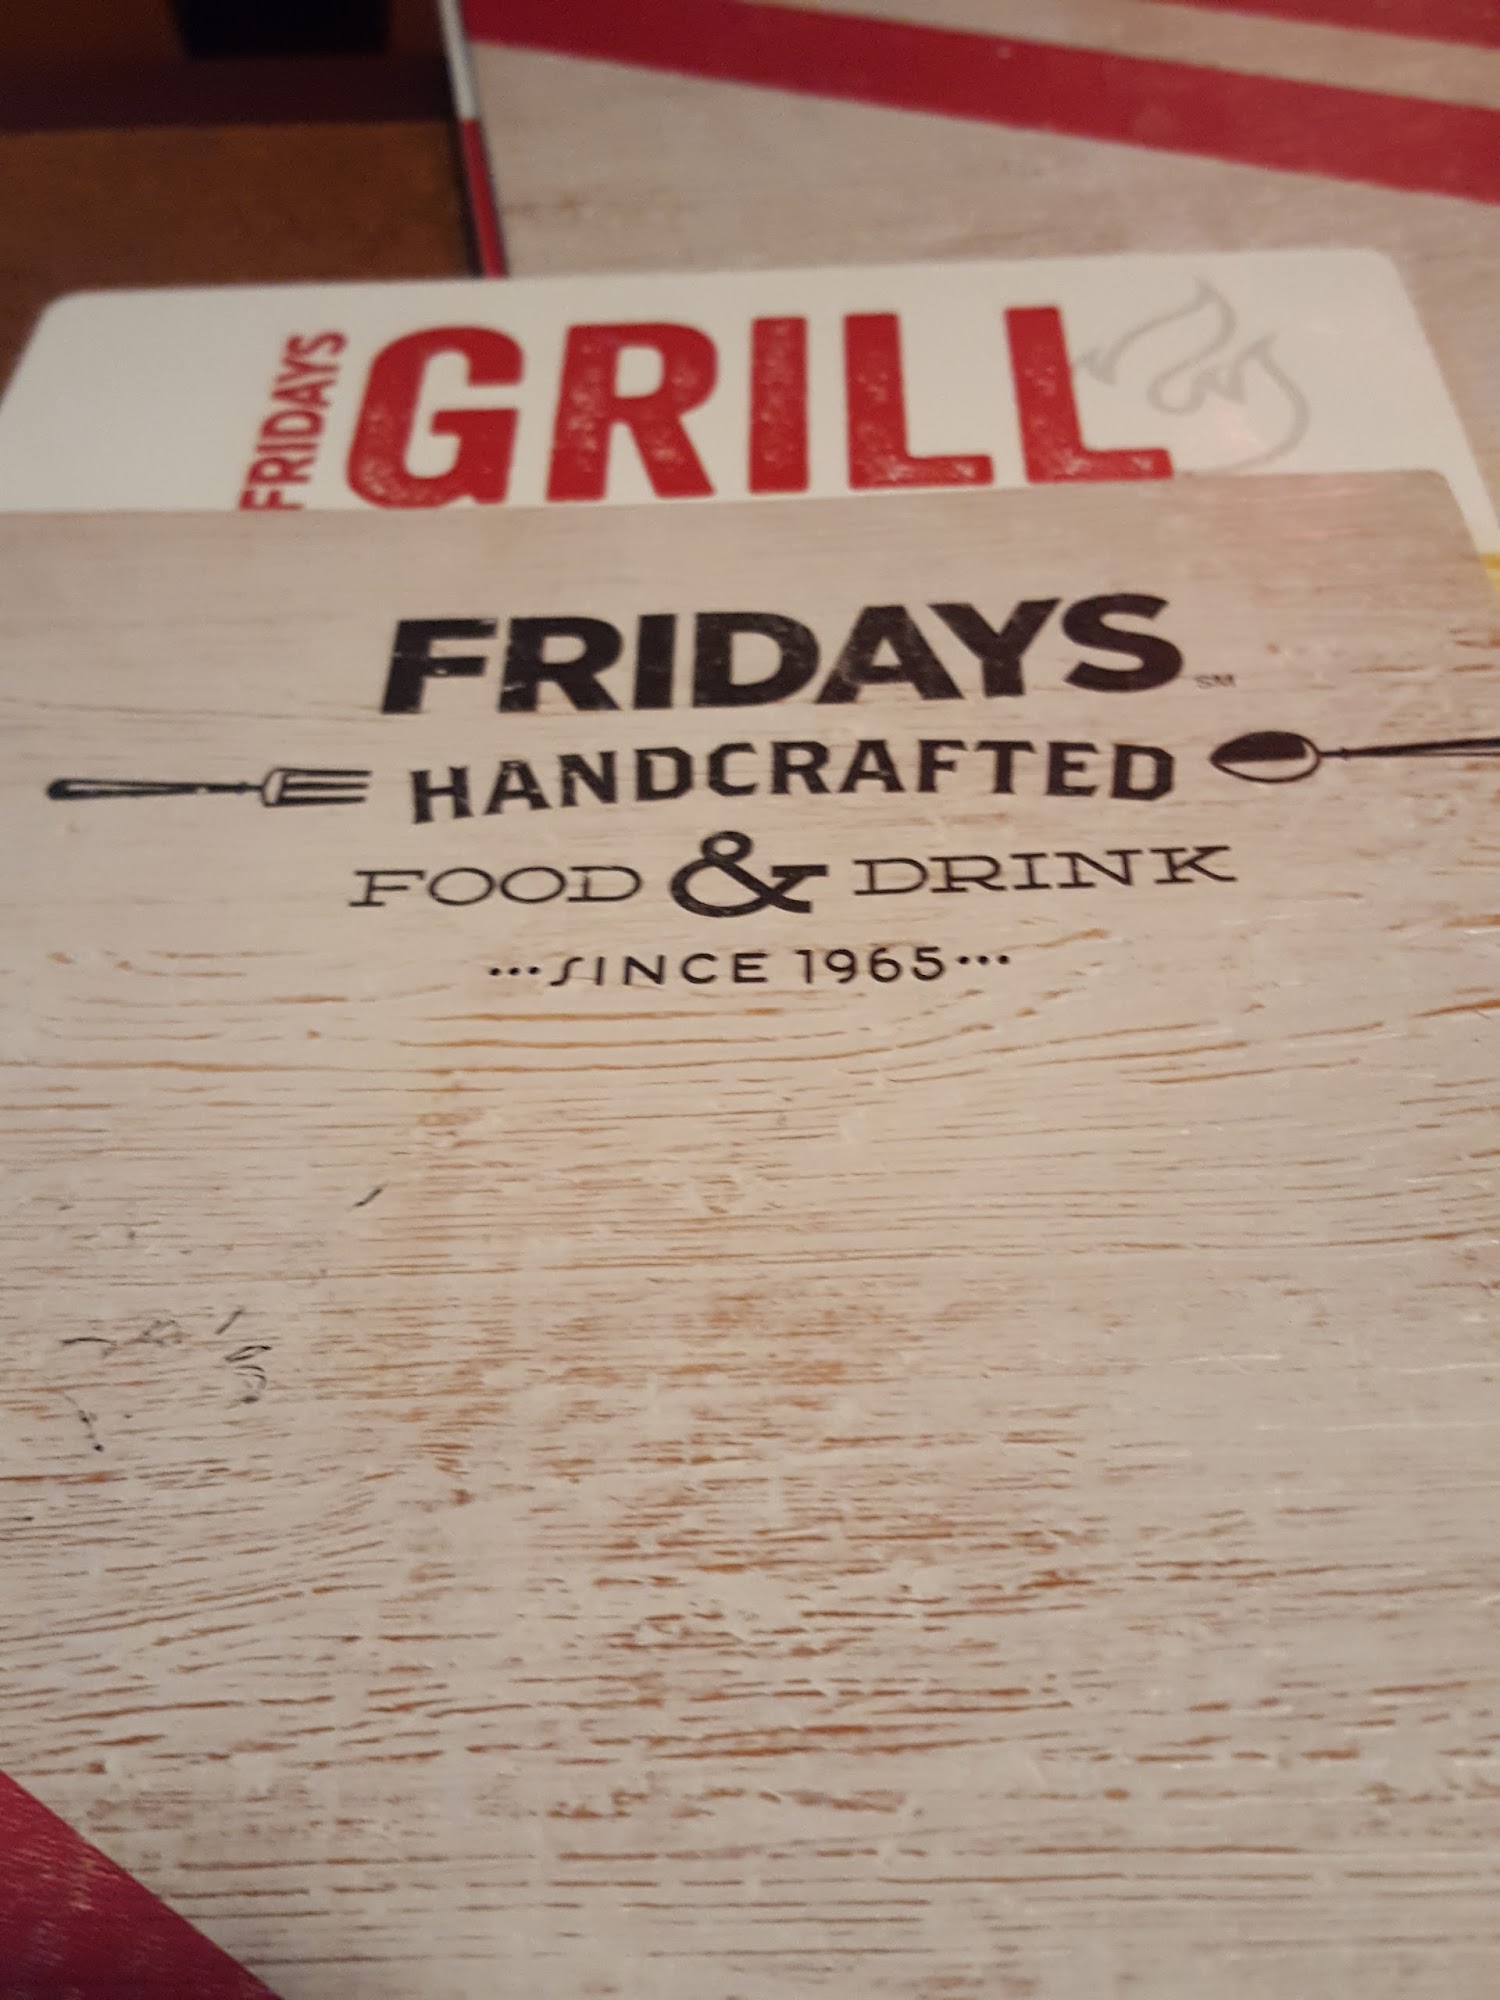 FRIDAYS GRILL
FRIDAYS SM
HANDCRAFTED
FOOD & DRINK
···SINCE 1965···